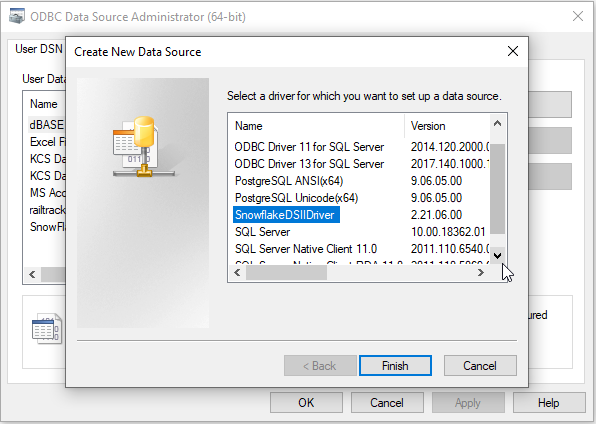 ODBC Data Source Administrator (64-bit)
Create New Data Source
User DSN
User Data
Name
dBASE
Excel F
KCS Da
KCS Da
MS Acc
railtrack
SnowFl
Select a driver for which you want to set up a data source.
Name Version
ODBC Driver 11 for SQL Server 2014.120.2000.0
ODBC Driver 13 for SQL Server 2017.140.1000.
PostgreSQL ANSI(x64) 9.06.05.00
PostgreSQL Unicode(x64) 9.06.05.00
SnowflakeDSIIDriver 2.21.06.00
SQL Server 10.00.18362.01
SQL Server Native Client 11.0 2011.110.6540.0
ured
< Back Finish Cancel
OK Cancel Apply Help